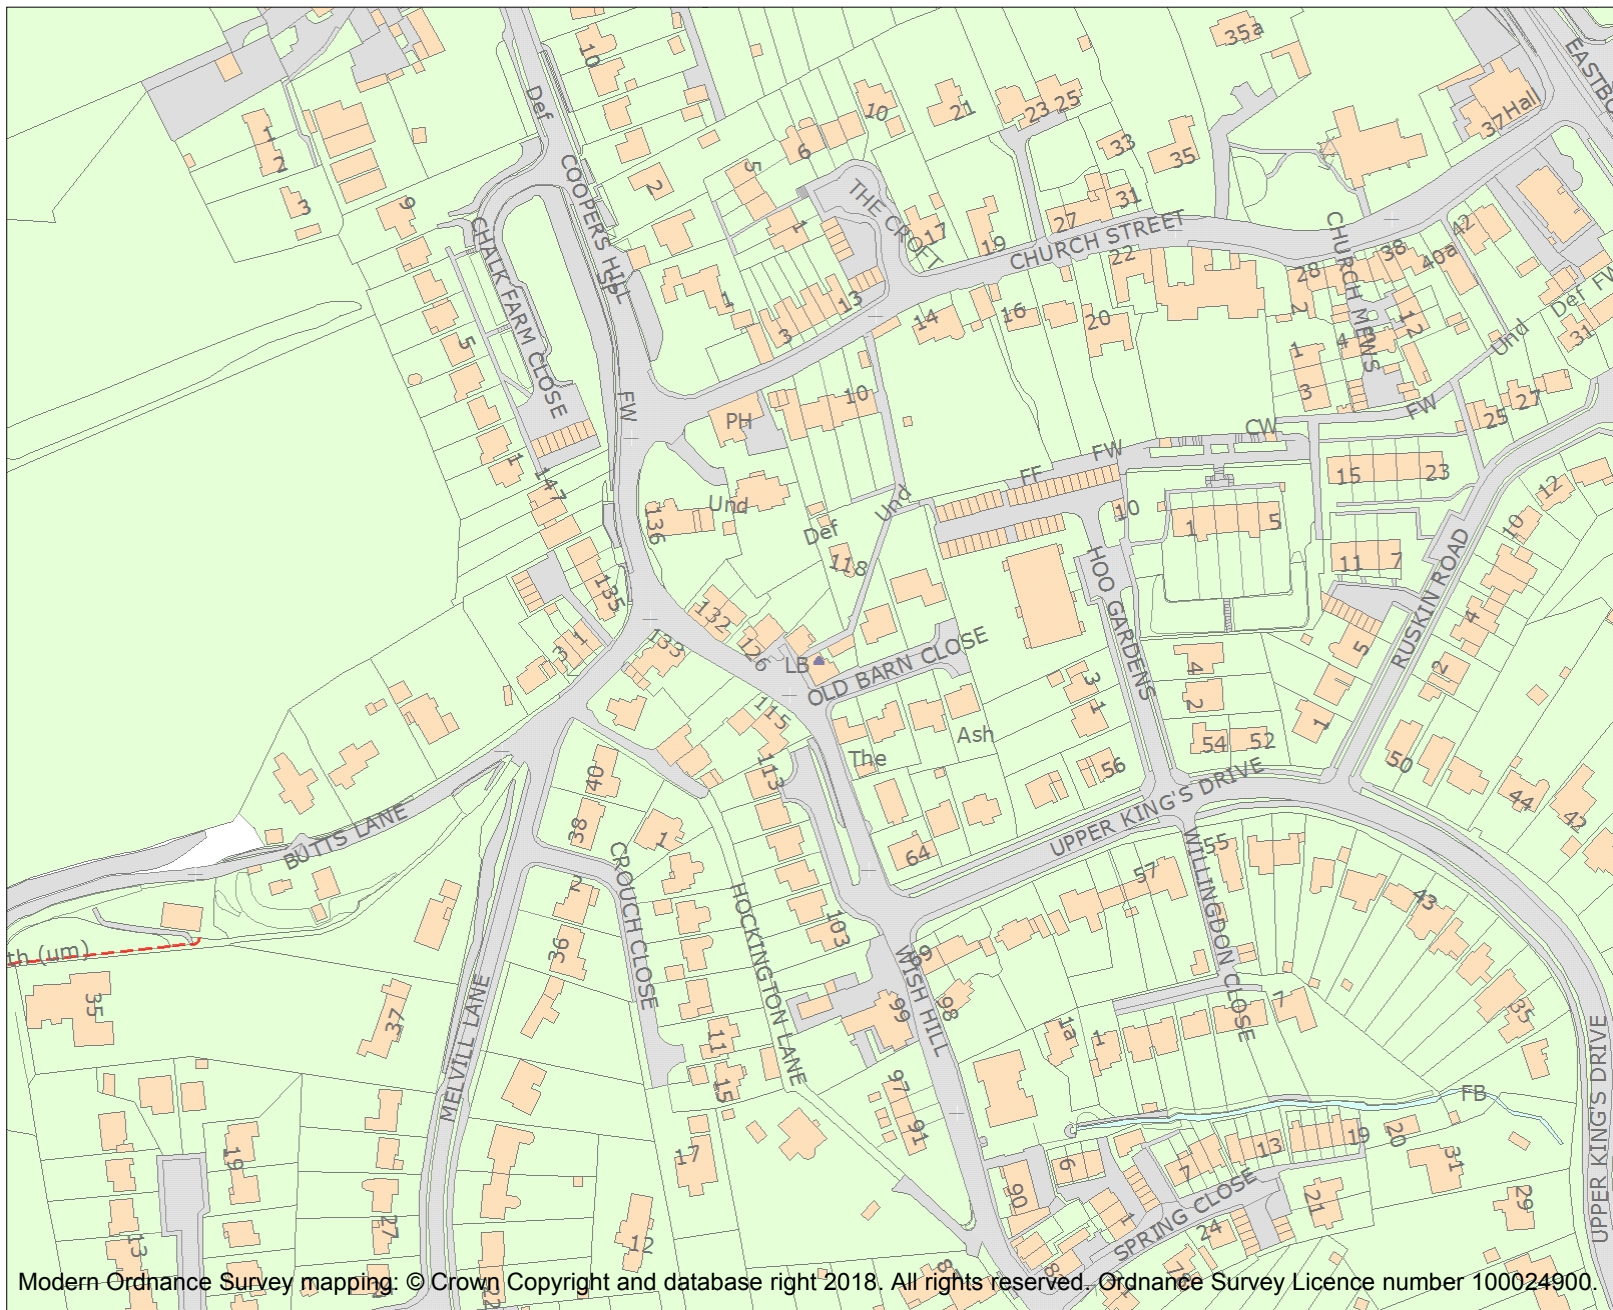 10
35a
EASTBO
Def
10
21
23
25
37
Hall
1
2
6
33
35
5
COOPERS HILL
2
3
9
THE CROFT
31
27
CHALK FARM CLOSE
1
17
19
CHURCH STREET
22
CHURCH MEWS
42
38
40a
28
2
Def
FW
1
13
3
14
16
20
12
4
Und
31
5
1
3
FW
10
PH
CW
FW
25
27
1
147
FF
FW
15
23
12
Und
Und
136
Def
10
1
5
10
118
HOO GARDENS
11
7
RUSKIN ROAD
135
132
133
126
1
3
4
5
LB
OLD BARN CLOSE
3
4
2
2
1
115
1
The
Ash
54
52
113
40
56
50
UPPER KING'S DRIVE
44
42
BUTTS LANE
38
1
64
WILLINGDON CLOSE
55
57
2
CROUCH CLOSE
HOCKINGTON LANE
43
103
36
69
WISH HILL
th (um)
35
37
MELVILL LANE
99
98
7
35
1a
1
11
15
97
FB
UPPER KING'S DRIVE
91
13
19
20
17
19
6
7
31
90
SPRING CLOSE
21
29
1
24
13
27
12
Modern Ordnance Survey mapping: © Crown Copyright and database right 2018. All rights reserved. Ordnance Survey Licence number 100024900.